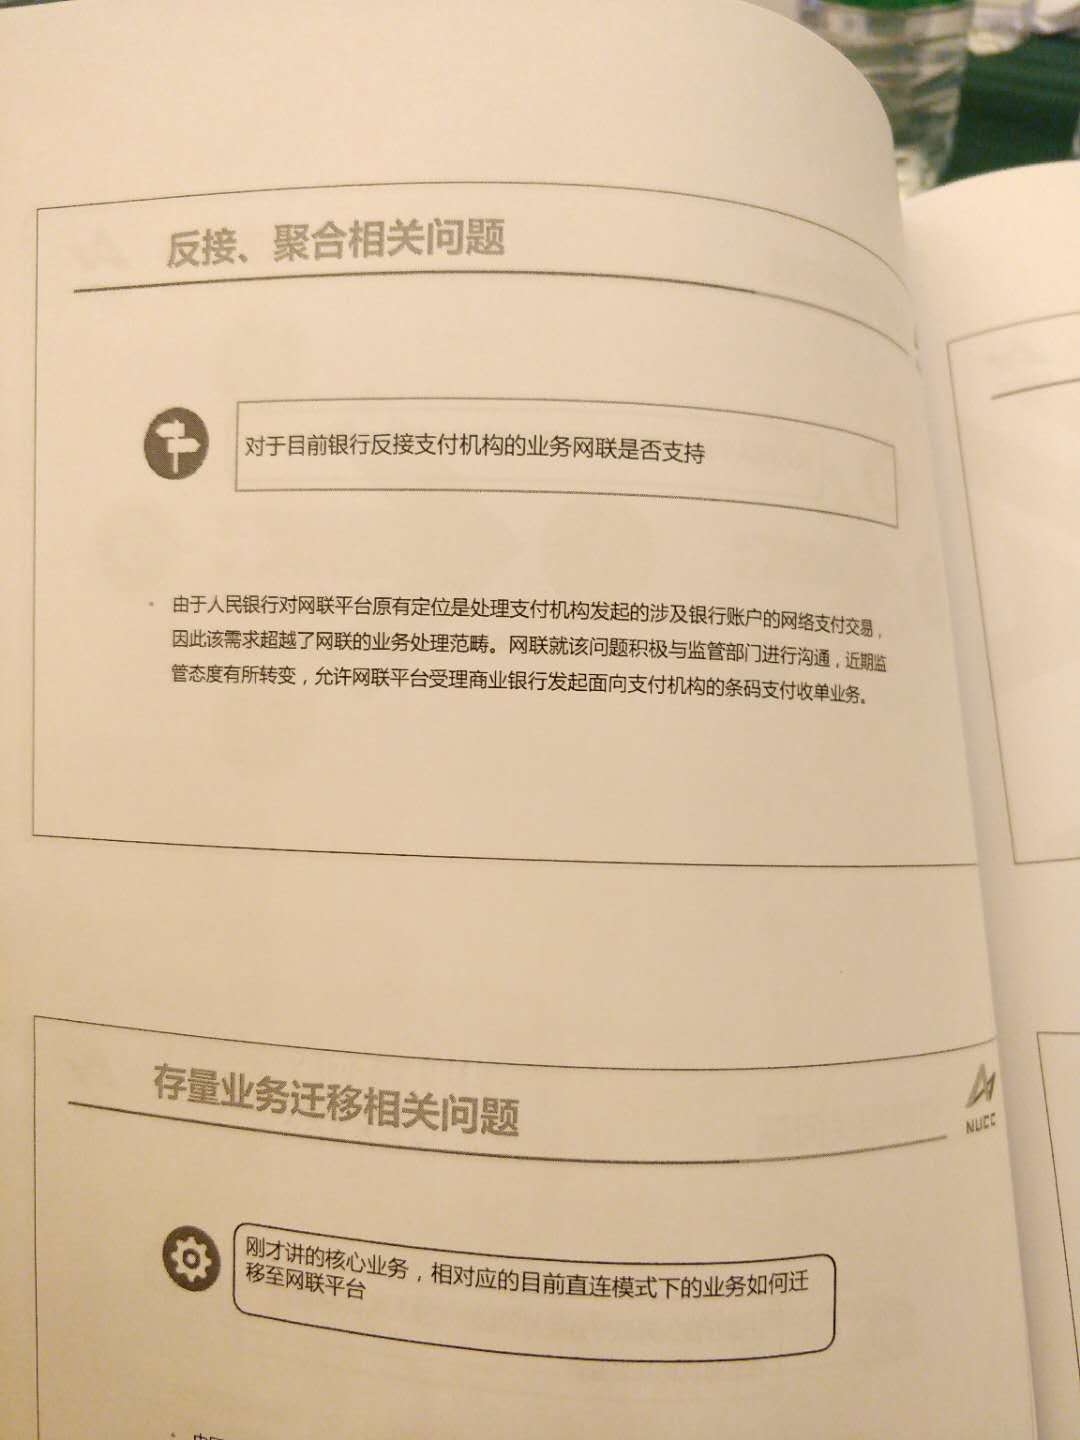 反接、聚合相关问题
对于目前银行反接支付机构的业务网联是否支持
由于人民银行对网联平台原有定位是处理支付机构发起的涉及银行账户的网络支付交易，
因此该需求超越了网联的业务处理范畴。网联就该问题积极与监管部门进行沟通，近期监
管态度有所转变，允许网联平台受理商业银行发起面向支付机构的条码支付收单业务。
存量业务迁移相关问题
NUCC
刚才讲的核心业务，相对应的目前直连模式下的业务如何迁
移至网联平台